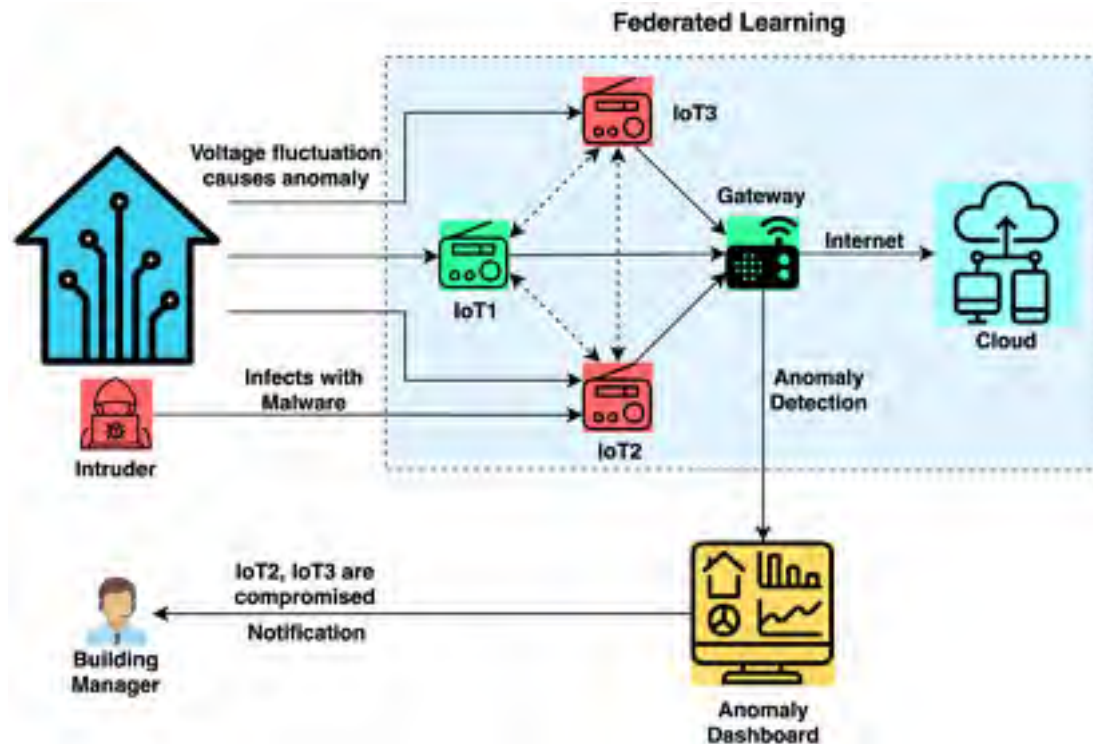 Federated Learning
IoT3
Voltage fluctuation
causes anomaly
Gateway
Internet
IoT1
Cloud
Infects with
Malware
Anomaly
Detection
IoT2
Intruder
IoT2, IoT3 are
compromised
Notification
Building
Manager
Anomaly
Dashboard